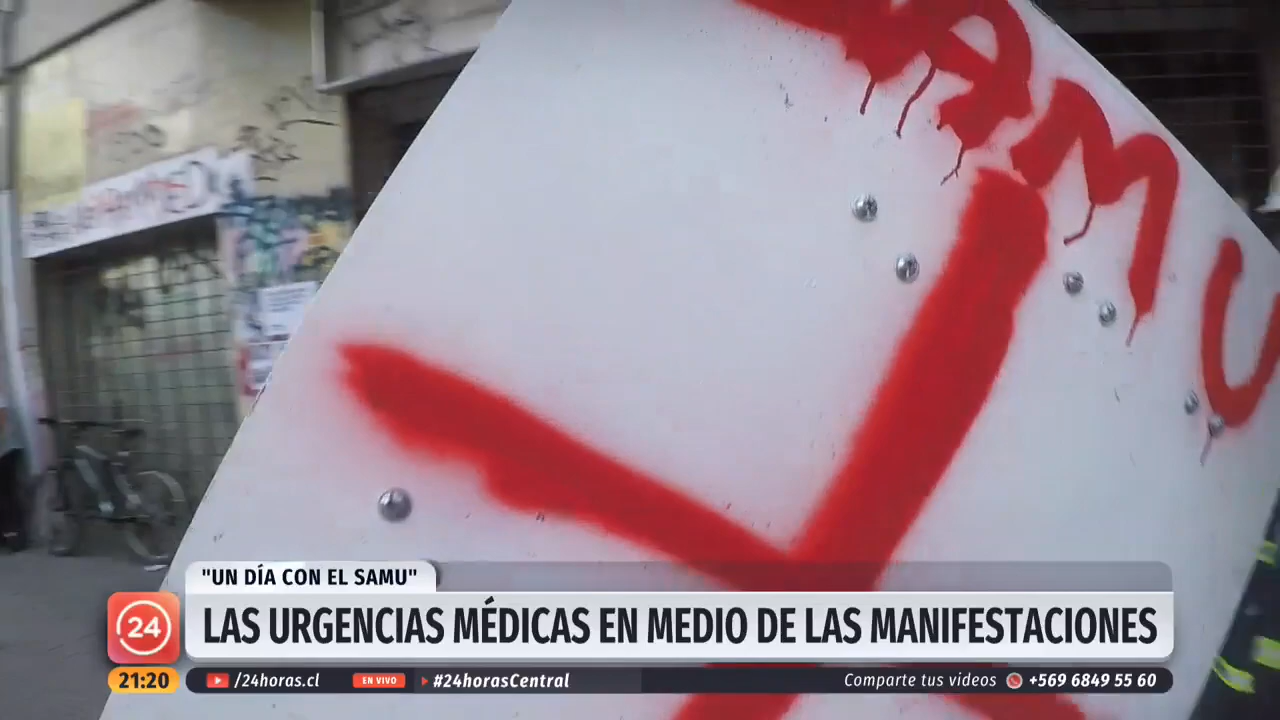 SAMU
"UN DÍA CON EL SAMU"
24
LAS URGENCIAS MÉDICAS EN MEDIO DE LAS MANIFESTACIONES
21:20
/24horas.cl
EN VIVO
#24horasCentral
Comparte tus videos
+569 6849 55 60